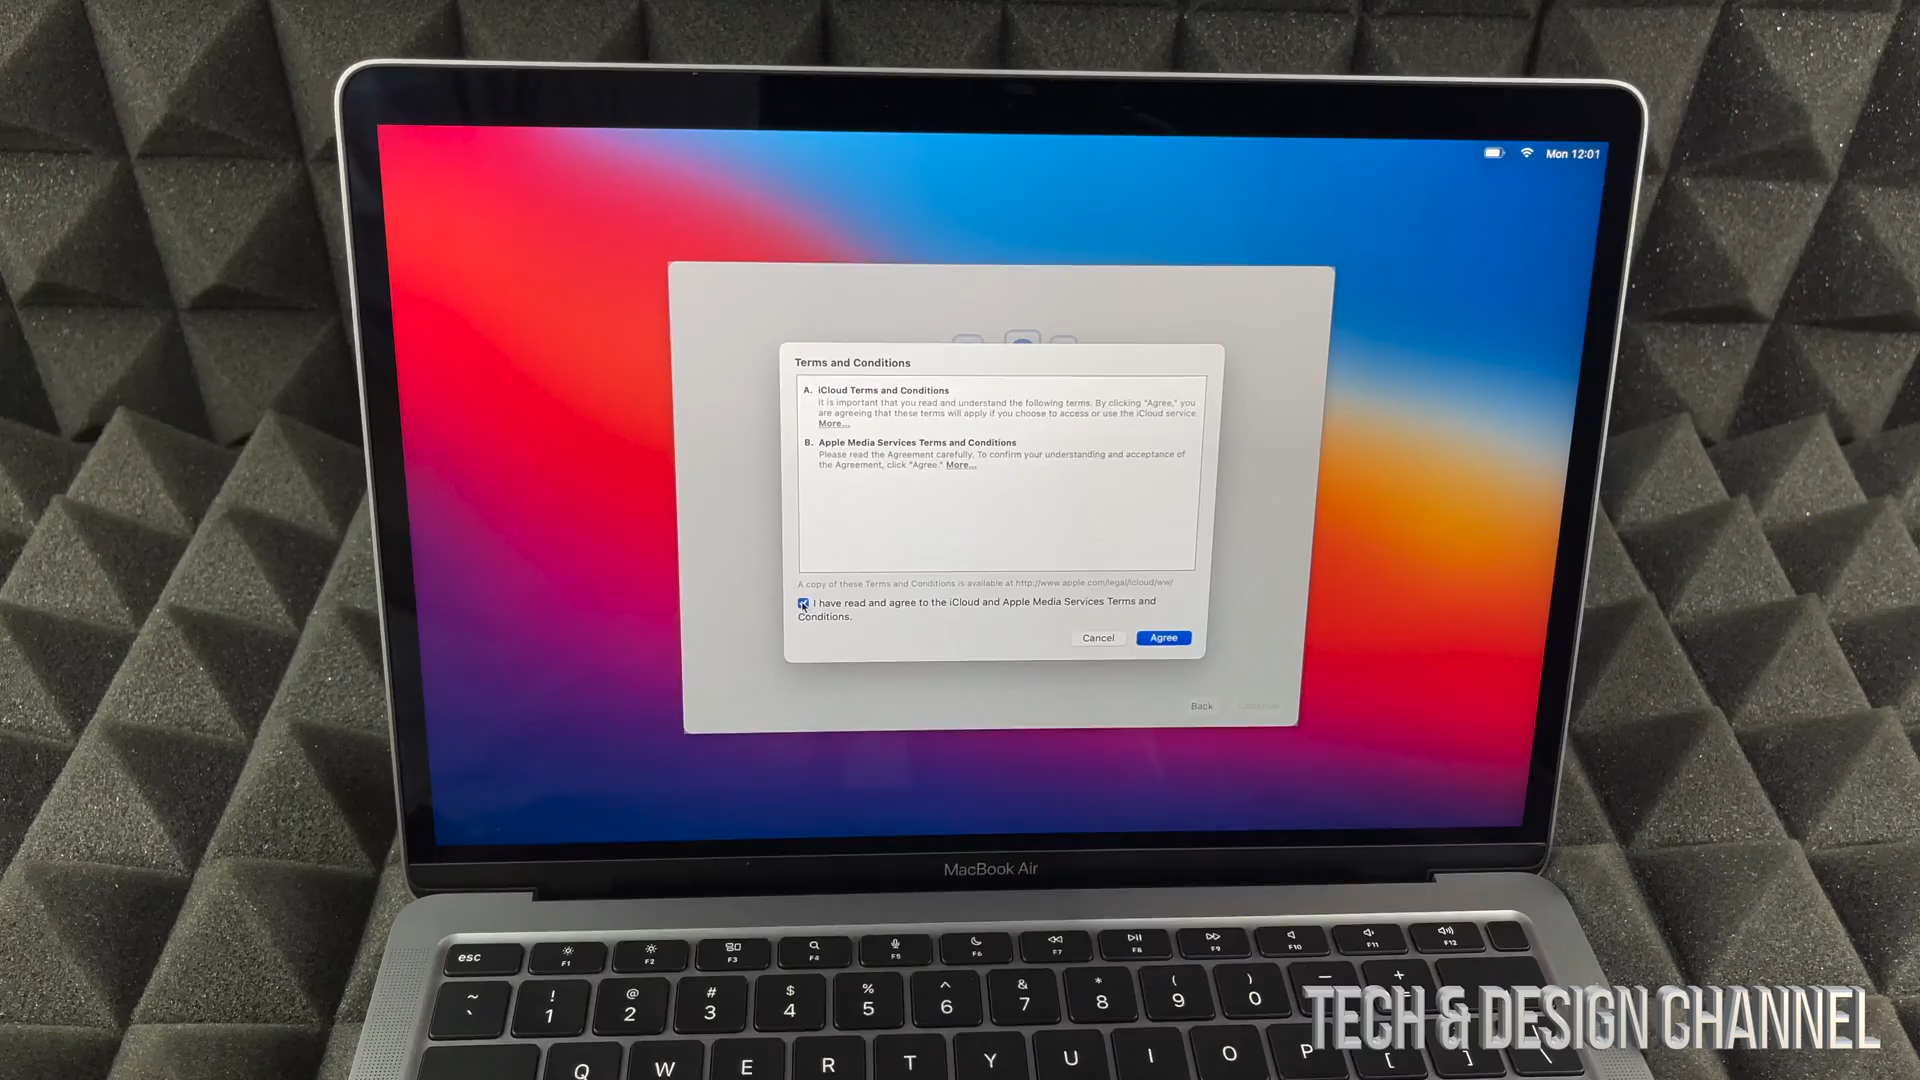 Mon 12:01
Terms and Conditions
A. iCloud Terms and Conditions
It is important that you read and understand the following terms. By clicking "Agree," you
are agreeing that these terms will apply if you choose to access or use the iCloud service.
More...
B. Apple Media Services Terms and Conditions
Please read the Agreement carefully. To confirm your understanding and acceptance of
the Agreement, click "Agree." More...
A copy of these Terms and Conditions is available at http://www.apple.com/legal/icloud/ww/
I have read and agree to the iCloud and Apple Media Services Terms and
Conditions.
Cancel Agree
Back Continue
MacBook Air
esc F1 F2 F3 F4 F5 F6 F7 F8 F9 F10 F11 F12
~ ! @ # $ % ^ & * ( ) — +
` 1 2 3 4 5 6 7 8 9 0
Q W E R T Y U I O P [ ] \
TECH & DESIGN CHANNEL